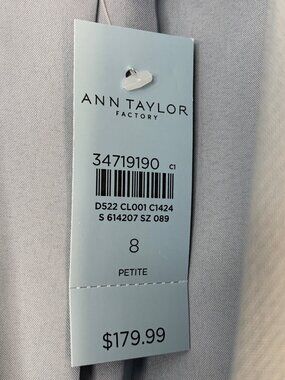 ANN TAYLOR
FACTORY
34719190 C1
D522 CL001 C1424
S 614207 SZ 089
8
PETITE
$179.99